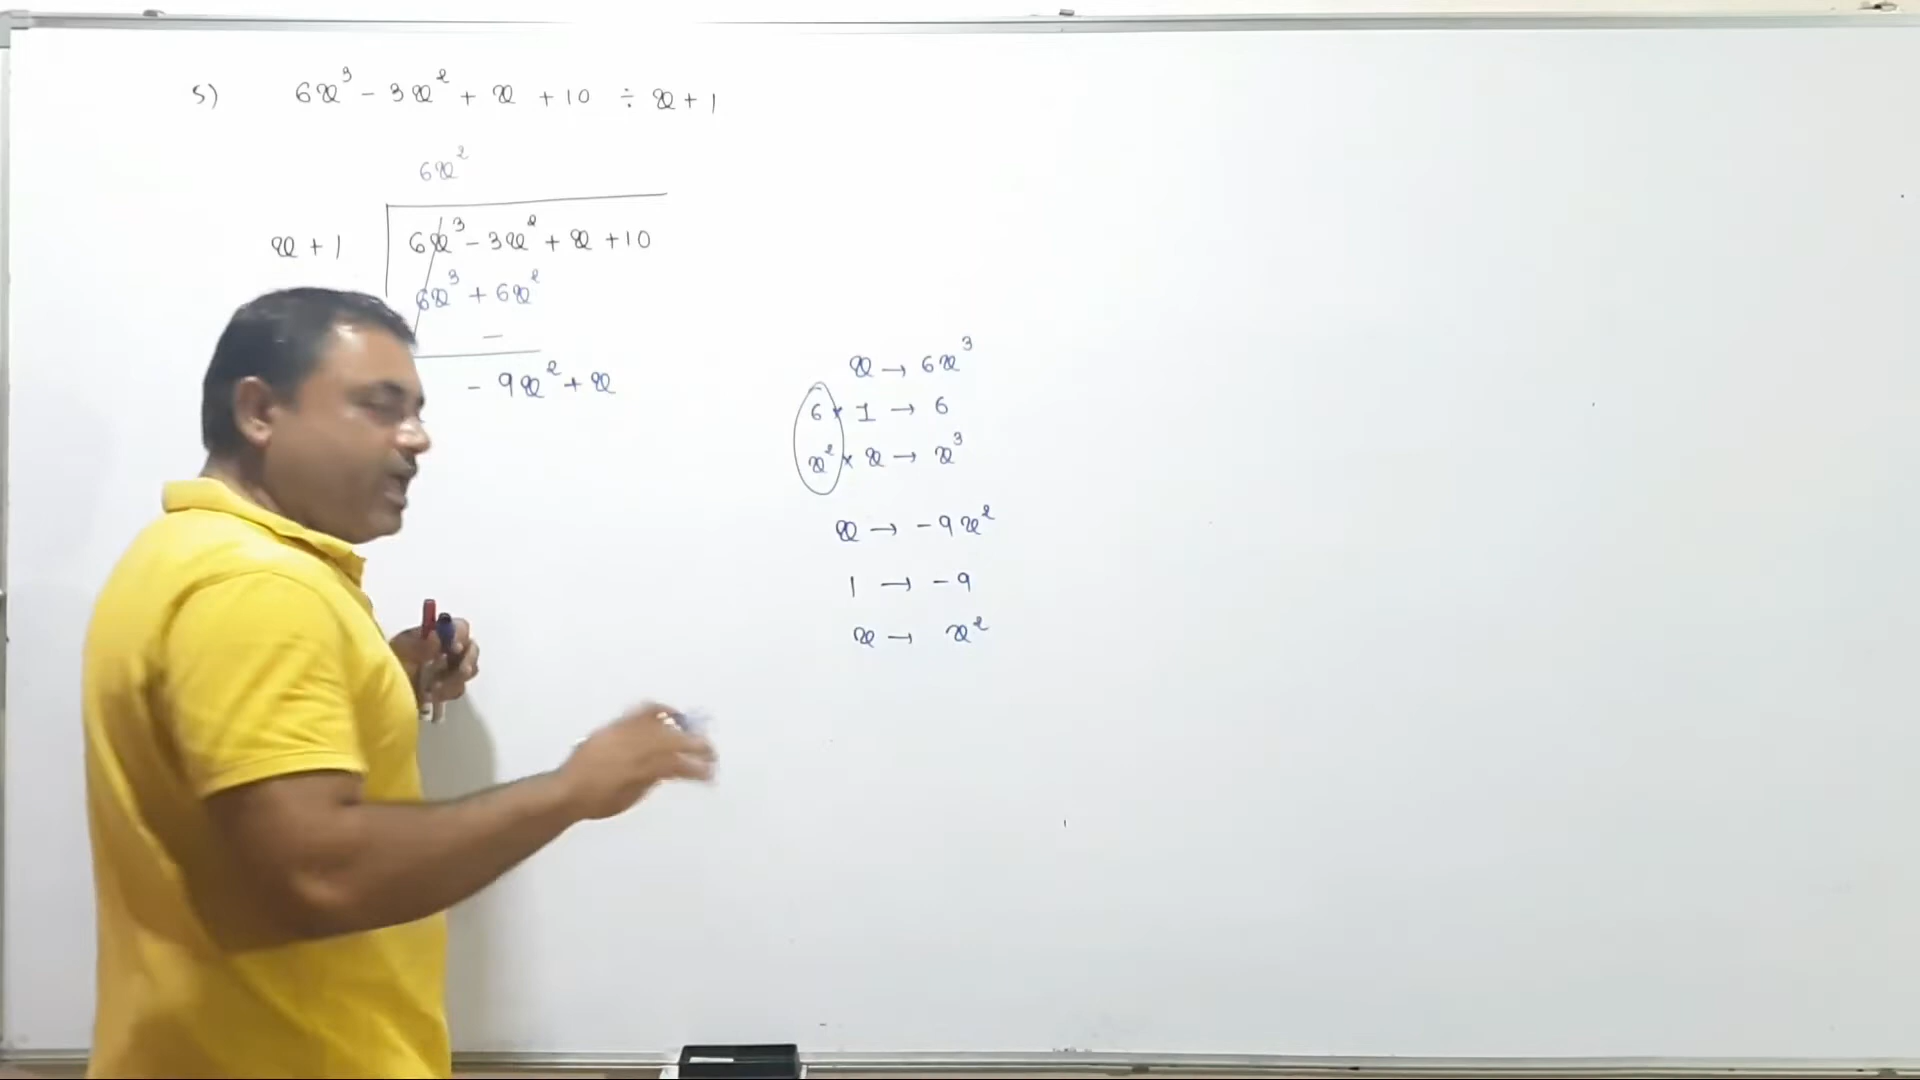 5) 6x³ - 3x² + x + 10 ÷ x + 1
6x²
x + 1 6x³ - 3x² + x + 10
6x³ + 6x²
-
- 9x² + x
x → 6x³
6 × 1 → 6
x² × x → x³
x → - 9x²
1 → - 9
x → x²